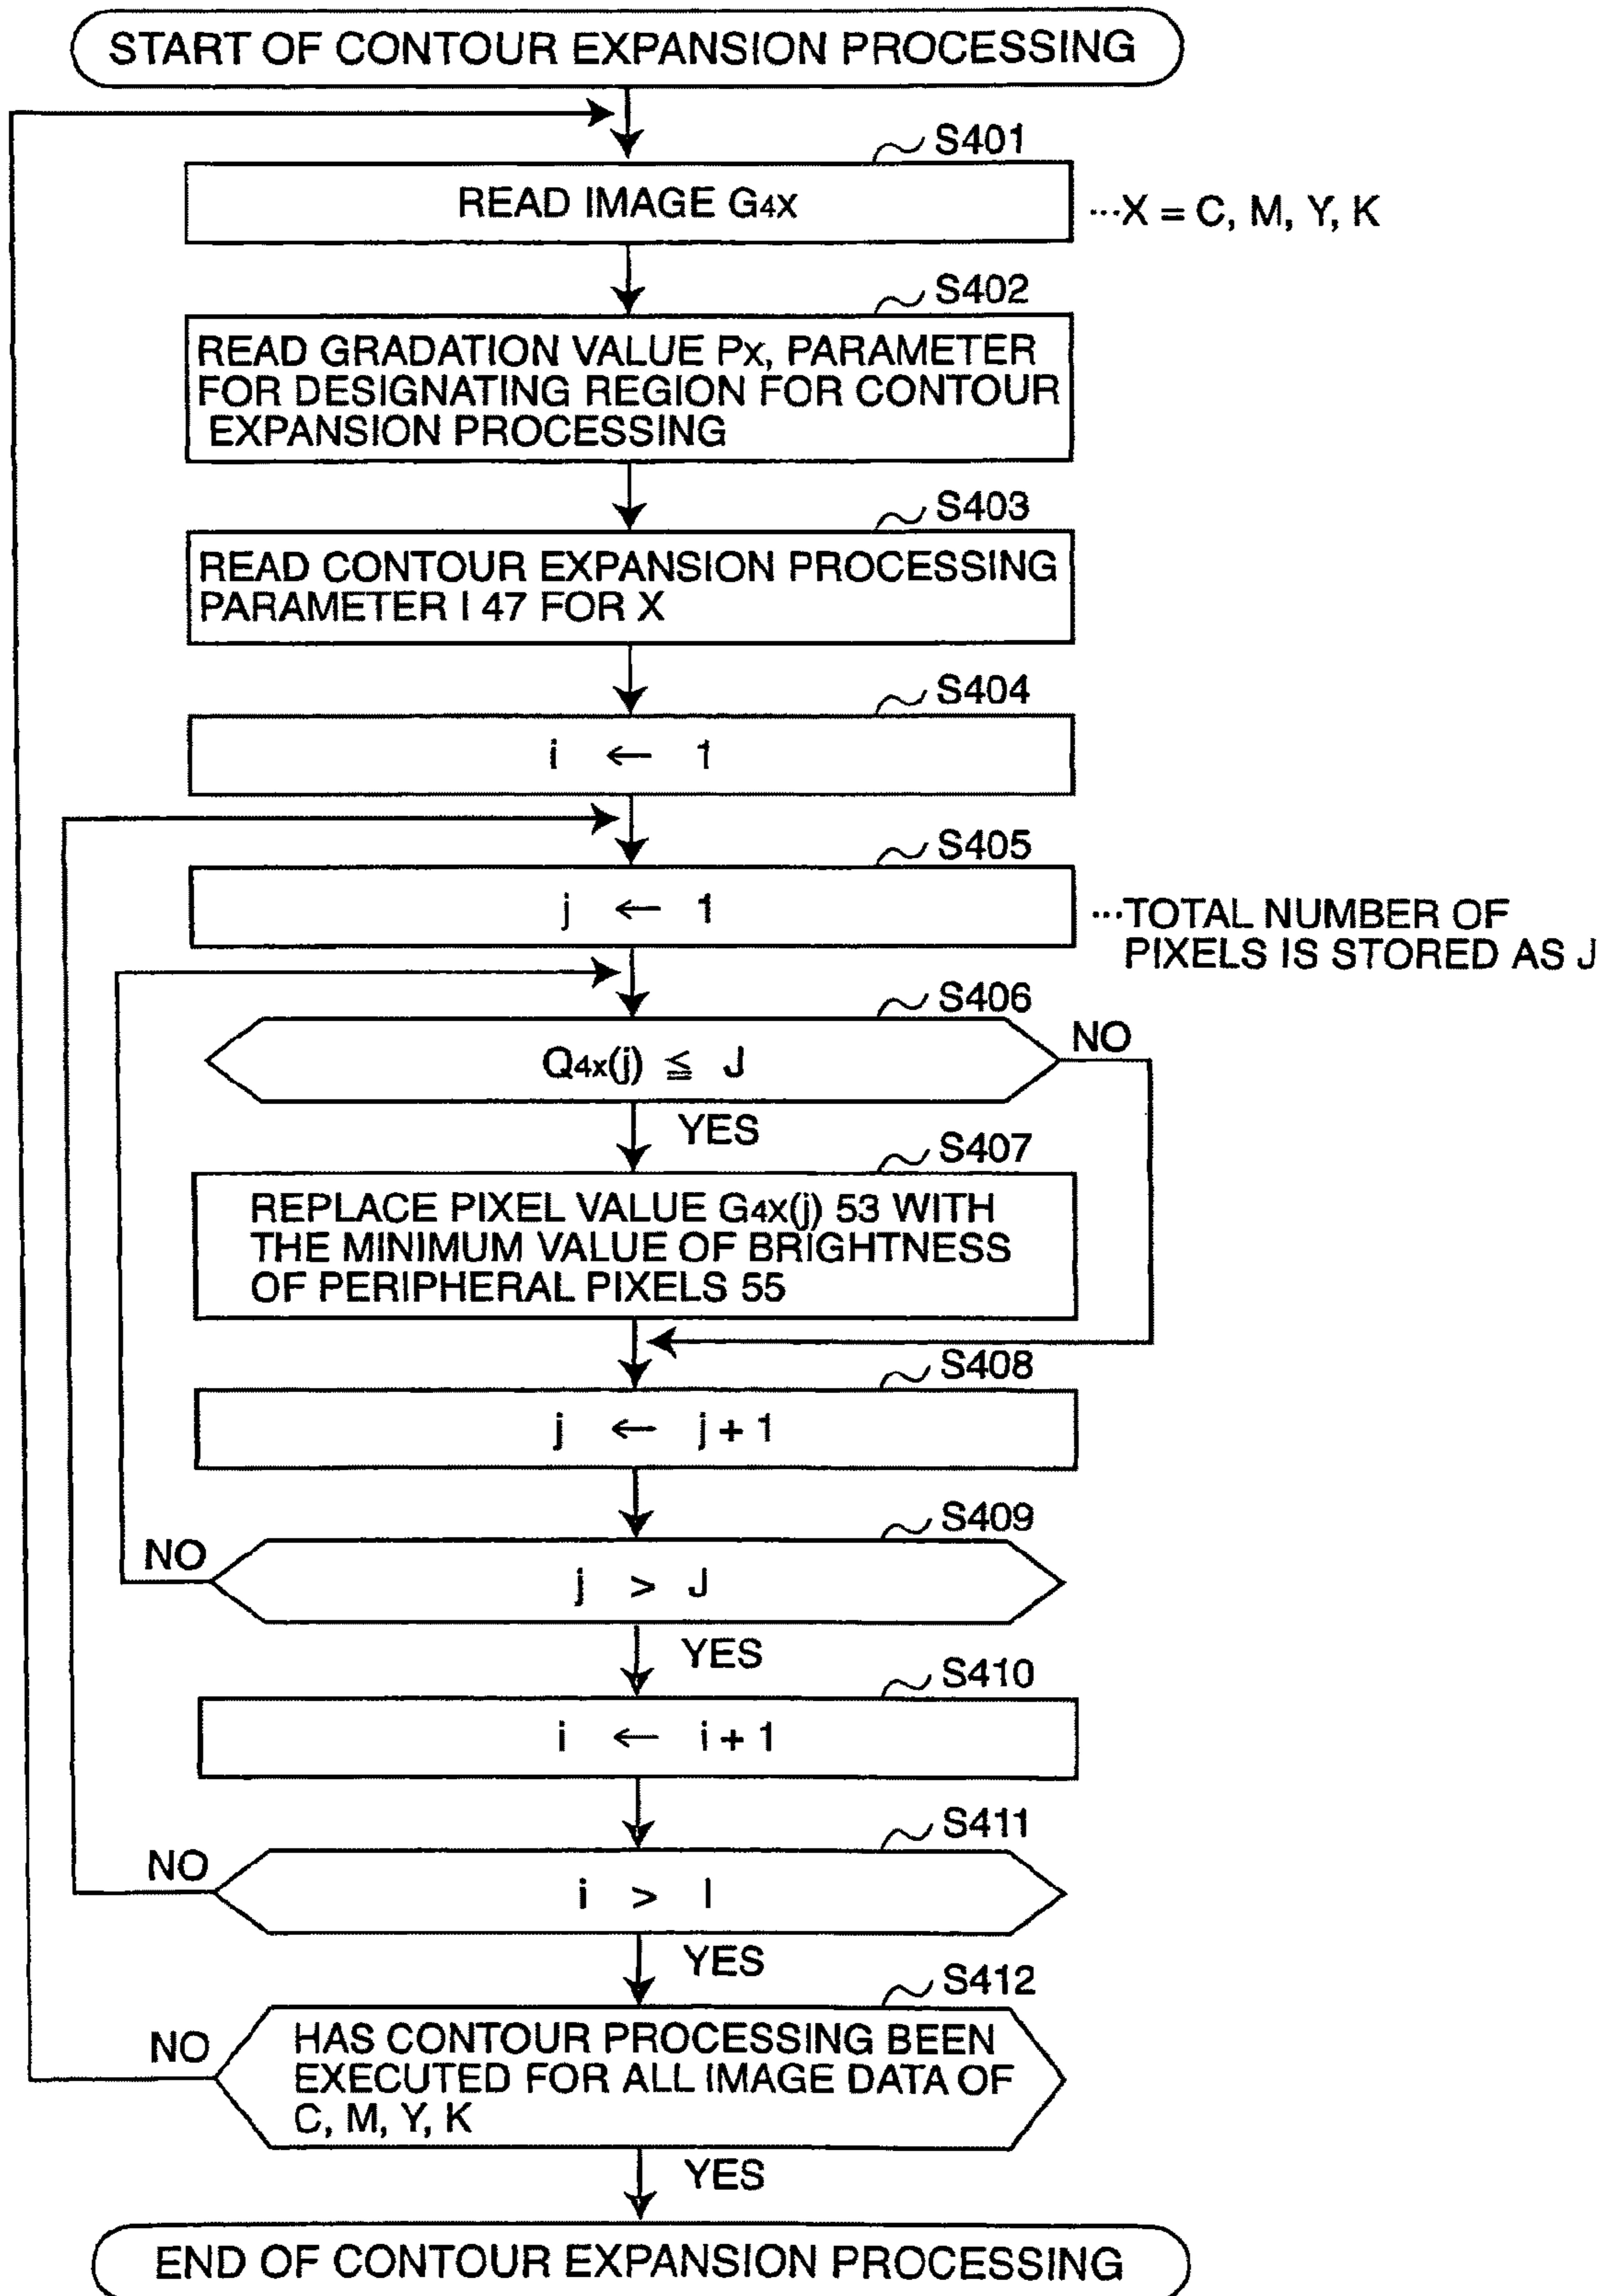 START OF CONTOUR EXPANSION PROCESSING
S401
READ IMAGE G4X
···X = C, M, Y, K
S402
READ GRADATION VALUE PX, PARAMETER
FOR DESIGNATING REGION FOR CONTOUR
EXPANSION PROCESSING
S403
READ CONTOUR EXPANSION PROCESSING
PARAMETER I 47 FOR X
S404
i ← 1
S405
j ← 1
···TOTAL NUMBER OF
PIXELS IS STORED AS J
S406
Q4x(j) ≦ J
NO
YES
S407
REPLACE PIXEL VALUE G4X(j) 53 WITH
THE MINIMUM VALUE OF BRIGHTNESS
OF PERIPHERAL PIXELS 55
S408
j ← j + 1
S409
NO
j > J
YES
S410
i ← i + 1
S411
NO
i > I
YES
S412
NO
HAS CONTOUR PROCESSING BEEN
EXECUTED FOR ALL IMAGE DATA OF
C, M, Y, K
YES
END OF CONTOUR EXPANSION PROCESSING